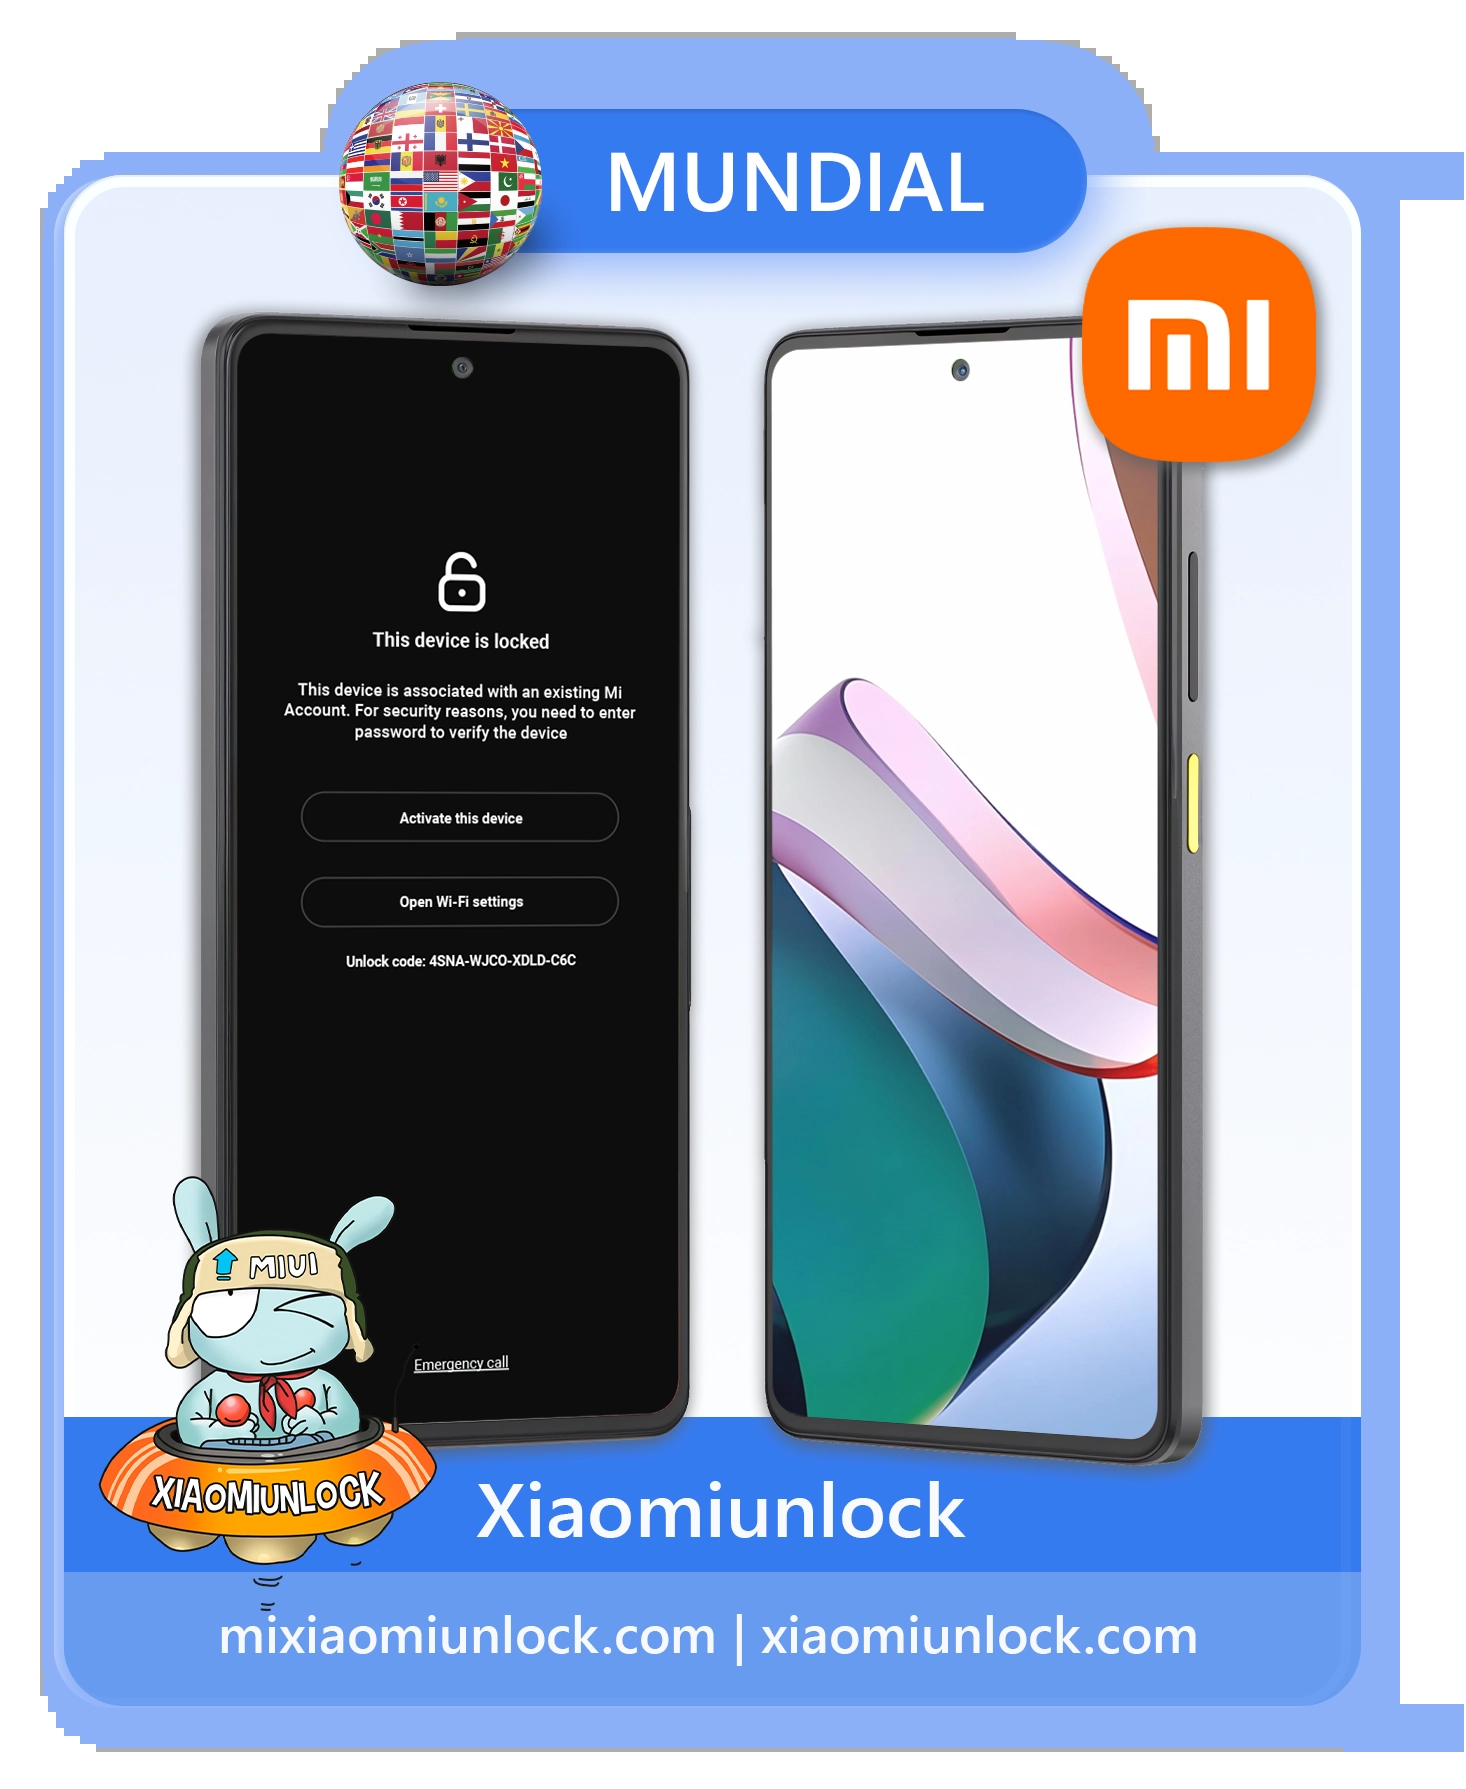 MUNDIAL
mi
This device is locked
This device is associated with an existing Mi
Account. For security reasons, you need to enter
password to verify the device
Activate this device
Open Wi-Fi settings
Unlock code: 4SNA-WJCO-XDLD-C6C
MIUI
Emergency call
XIAOMIUNLOCK
Xiaomiunlock
mixiaomiunlock.com | xiaomiunlock.com